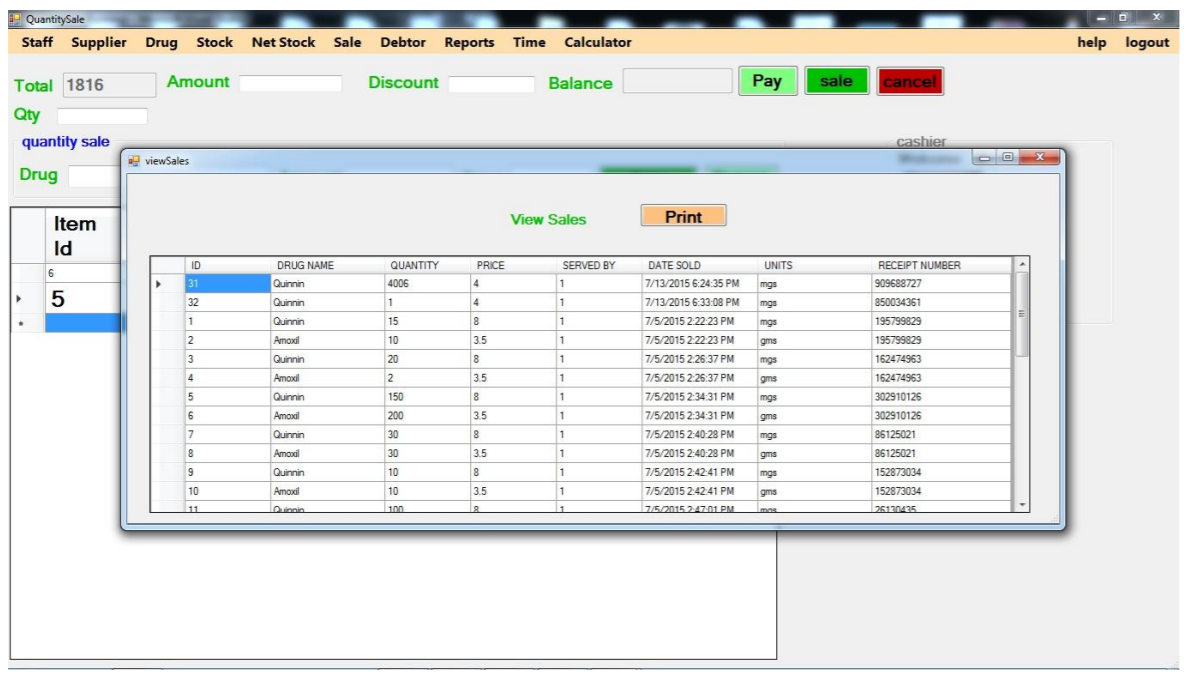 QuantitySale
Staff Supplier Drug Stock Net Stock Sale Debtor Reports Time Calculator help logout
Total 1816 Amount Discount Balance Pay sale cancel
Qty
quantity sale cashier
viewSales
Drug
View Sales Print
Item Id
6
5
ID DRUG NAME QUANTITY PRICE SERVED BY DATE SOLD UNITS RECEIPT NUMBER
31 Quinnin 4006 4 1 7/13/2015 6:24:35 PM mgs 909688727
32 Quinnin 1 4 1 7/13/2015 6:33:08 PM mgs 850034361
1 Quinnin 15 8 1 7/5/2015 2:22:23 PM mgs 195799829
2 Amoxil 10 3.5 1 7/5/2015 2:22:23 PM gms 195799829
3 Quinnin 20 8 1 7/5/2015 2:26:37 PM mgs 162474963
4 Amoxil 2 3.5 1 7/5/2015 2:26:37 PM gms 162474963
5 Quinnin 150 8 1 7/5/2015 2:34:31 PM mgs 302910126
6 Amoxil 200 3.5 1 7/5/2015 2:34:31 PM gms 302910126
7 Quinnin 30 8 1 7/5/2015 2:40:28 PM mgs 86125021
8 Amoxil 30 3.5 1 7/5/2015 2:40:28 PM gms 86125021
9 Quinnin 10 8 1 7/5/2015 2:42:41 PM mgs 152873034
10 Amoxil 10 3.5 1 7/5/2015 2:42:41 PM gms 152873034
11 Quinnin 100 8 1 7/5/2015 2:47:01 PM mgs 26130435